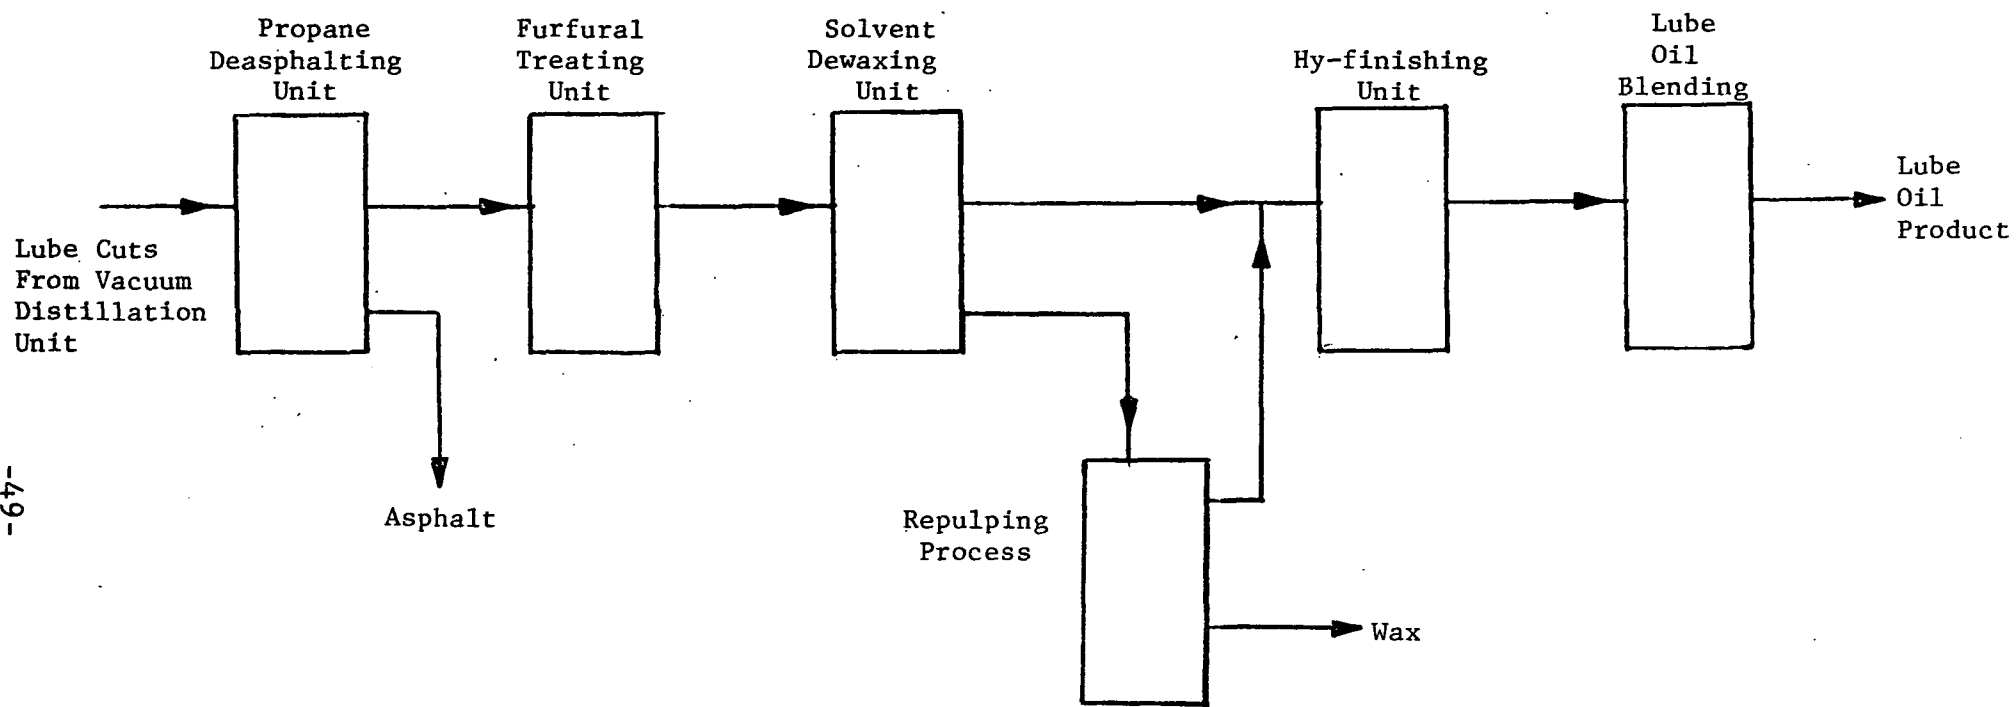 Propane
Deasphalting
Unit
Furfural
Treating
Unit
Solvent
Dewaxing
Unit
Hy-finishing
Unit
Lube
Oil
Blending
Lube Cuts
From Vacuum
Distillation
Unit
Lube
Oil
Product
Asphalt
Repulping
Process
Wax
-49-